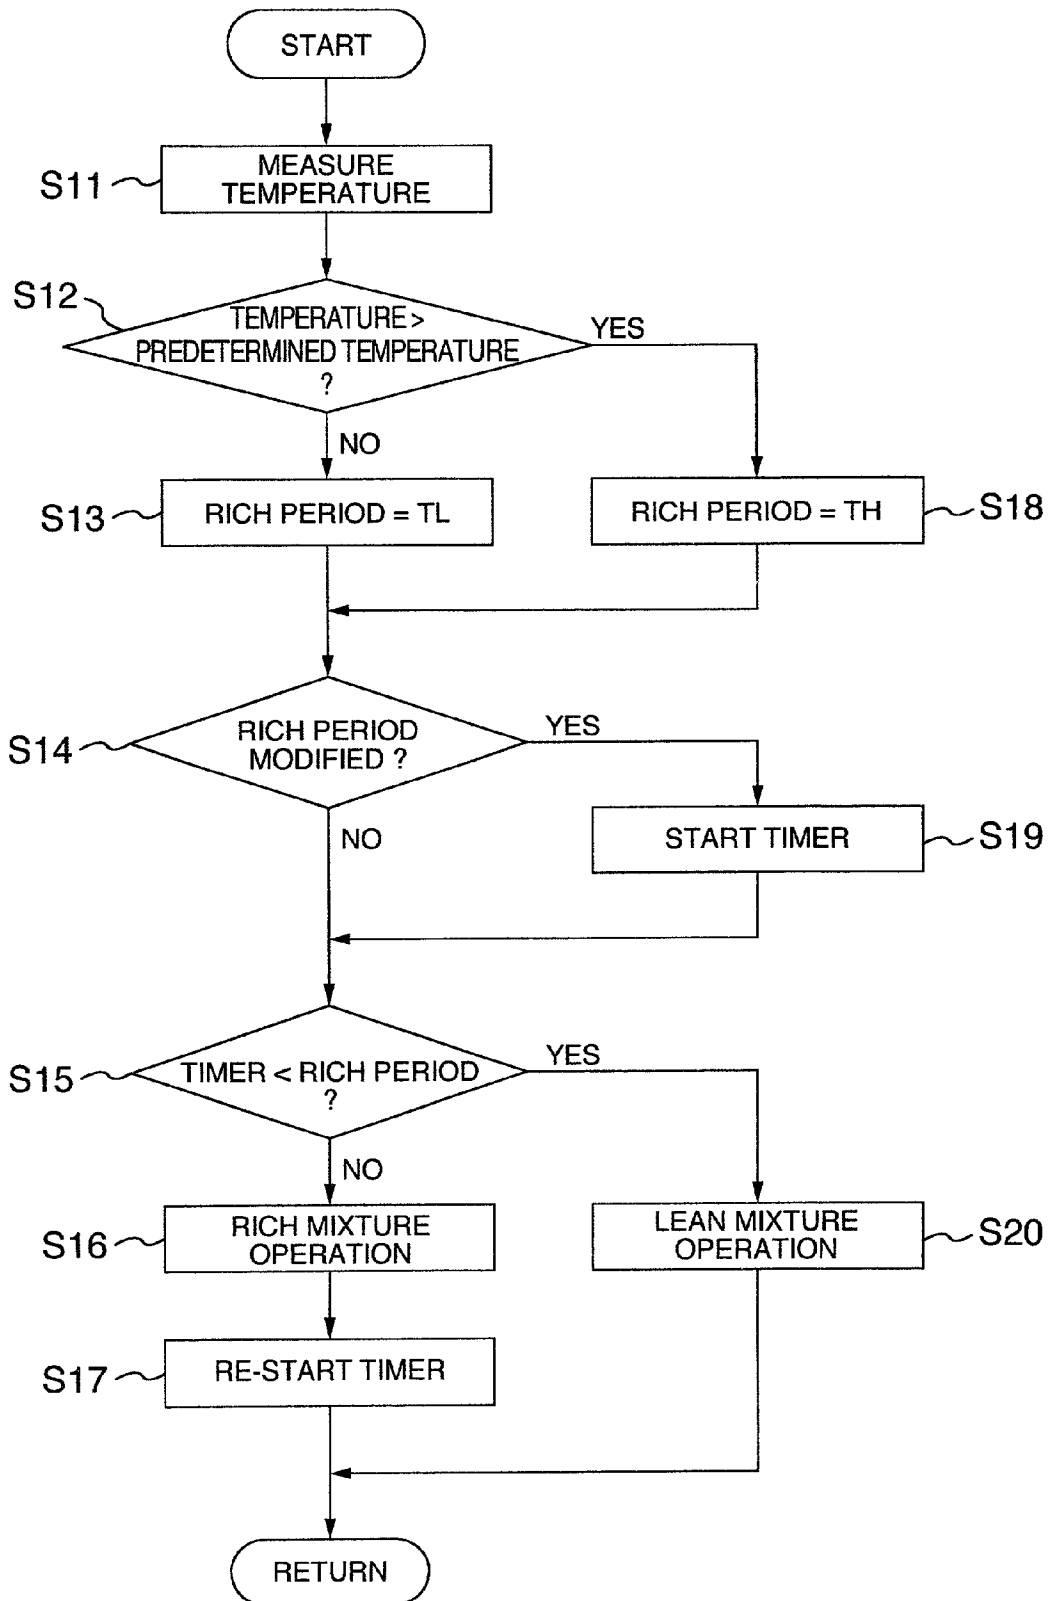 START
S11
MEASURE
TEMPERATURE
S12
TEMPERATURE >
PREDETERMINED TEMPERATURE
?
YES
NO
S13
RICH PERIOD = TL
RICH PERIOD = TH
S18
S14
RICH PERIOD
MODIFIED ?
YES
NO
START TIMER
S19
S15
TIMER < RICH PERIOD
?
YES
NO
S16
RICH MIXTURE
OPERATION
LEAN MIXTURE
OPERATION
S20
S17
RE-START TIMER
RETURN